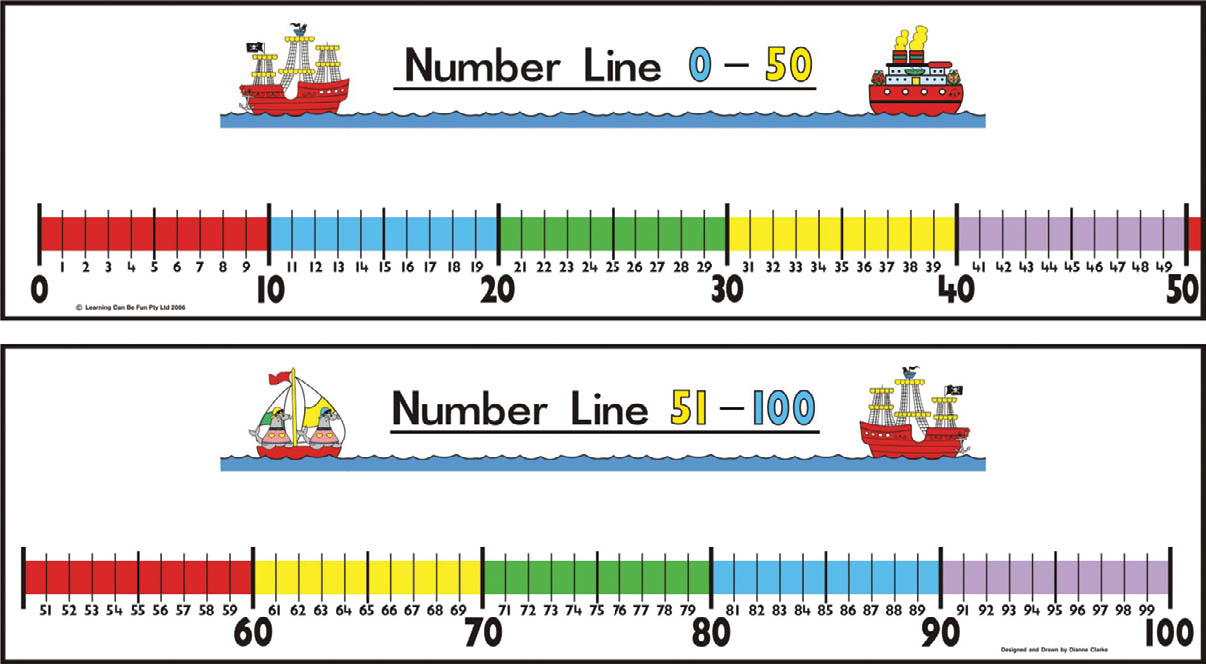 Number Line 0 – 50
1 2 3 4 5 6 7 8 9 11 12 13 14 15 16 17 18 19 21 22 23 24 25 26 27 28 29 31 32 33 34 35 36 37 38 39 41 42 43 44 45 46 47 48 49
0 10 20 30 40 50
© Learning Can Be Fun Pty Ltd 2006
Number Line 51 – 100
51 52 53 54 55 56 57 58 59 61 62 63 64 65 66 67 68 69 71 72 73 74 75 76 77 78 79 81 82 83 84 85 86 87 88 89 91 92 93 94 95 96 97 98 99
60 70 80 90 100
Designed and Drawn by Dianne Clarke